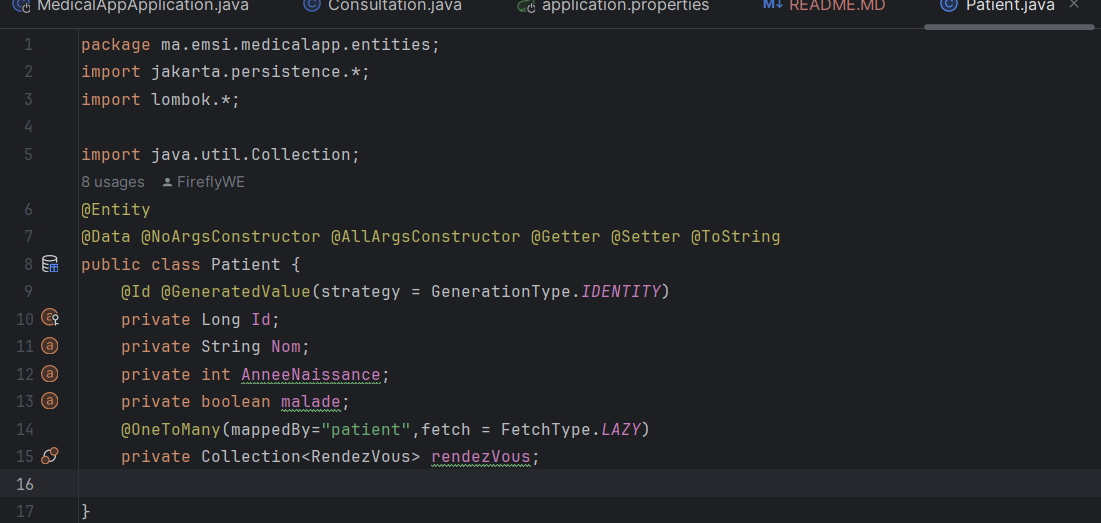 MedicalAppApplication.java Consultation.java application.properties README.MD Patient.java
1 package ma.emsi.medicalapp.entities;
2 import jakarta.persistence.*;
3 import lombok.*;
4
5 import java.util.Collection;
8 usages FireflyWE
6 @Entity
7 @Data @NoArgsConstructor @AllArgsConstructor @Getter @Setter @ToString
8 public class Patient {
9 @Id @GeneratedValue(strategy = GenerationType.IDENTITY)
10 private Long Id;
11 private String Nom;
12 private int AnneeNaissance;
13 private boolean malade;
14 @OneToMany(mappedBy="patient",fetch = FetchType.LAZY)
15 private Collection<RendezVous> rendezVous;
16
17 }